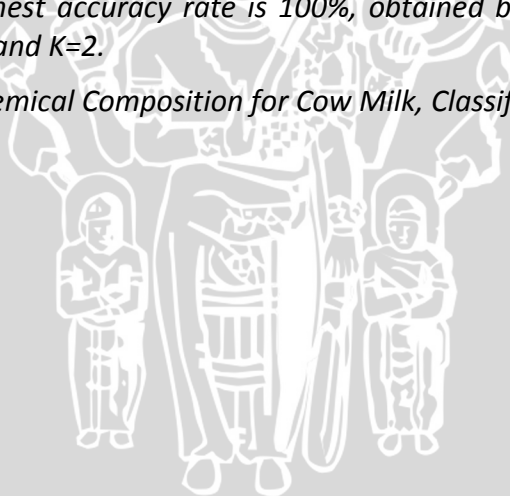 hest accuracy rate is 100%, obtained b
and K=2.
emical Composition for Cow Milk, Classif